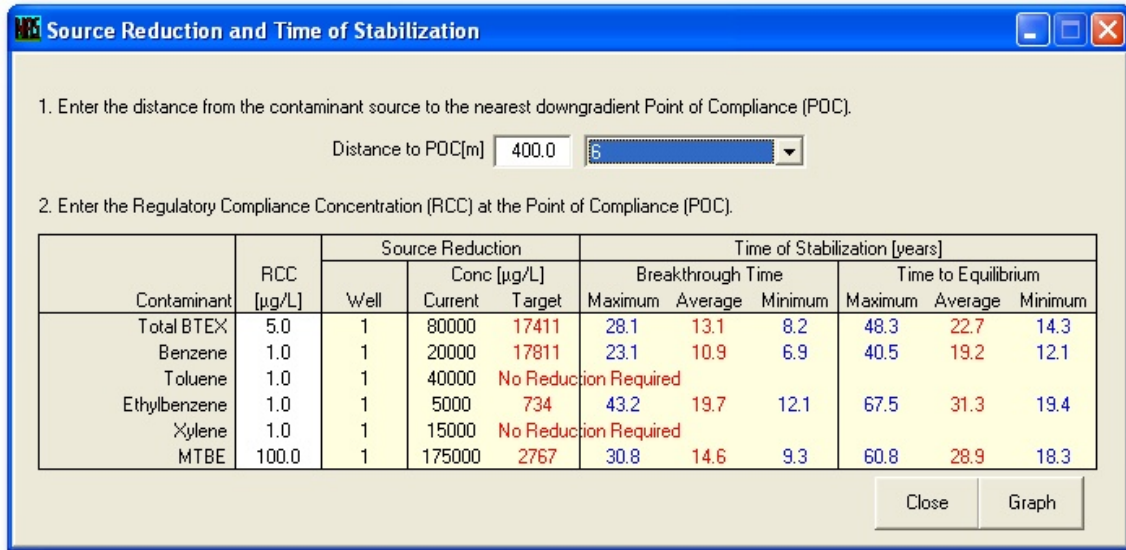 NAS Source Reduction and Time of Stabilization
1. Enter the distance from the contaminant source to the nearest downgradient Point of Compliance (POC).
Distance to POC[m] 400.0 6
2. Enter the Regulatory Compliance Concentration (RCC) at the Point of Compliance (POC).
Source Reduction Time of Stabilization [years]
RCC Conc [µg/L] Breakthrough Time Time to Equilibrium
Contaminant [µg/L] Well Current Target Maximum Average Minimum Maximum Average Minimum
Total BTEX 5.0 1 80000 17411 28.1 13.1 8.2 48.3 22.7 14.3
Benzene 1.0 1 20000 17811 23.1 10.9 6.9 40.5 19.2 12.1
Toluene 1.0 1 40000 No Reduction Required
Ethylbenzene 1.0 1 5000 734 43.2 19.7 12.1 67.5 31.3 19.4
Xylene 1.0 1 15000 No Reduction Required
MTBE 100.0 1 175000 2767 30.8 14.6 9.3 60.8 28.9 18.3
Close Graph